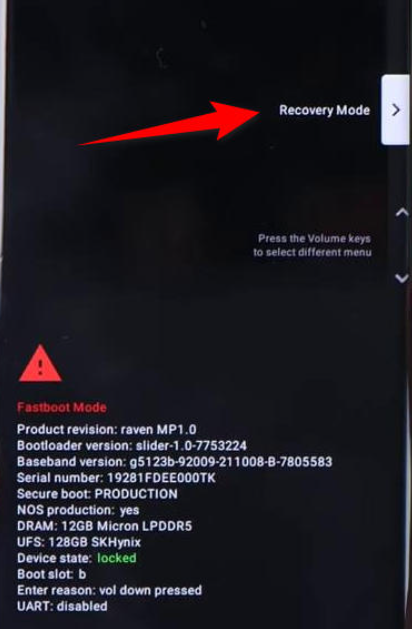 Recovery Mode
Press the Volume keys
to select different menu
Fastboot Mode
Product revision: raven MP1.0
Bootloader version: slider-1.0-7753224
Baseband version: g5123b-92009-211008-B-7805583
Serial number: 19281FDEE000TK
Secure boot: PRODUCTION
NOS production: yes
DRAM: 12GB Micron LPDDR5
UFS: 128GB SKHynix
Device state: locked
Boot slot: b
Enter reason: vol down pressed
UART: disabled